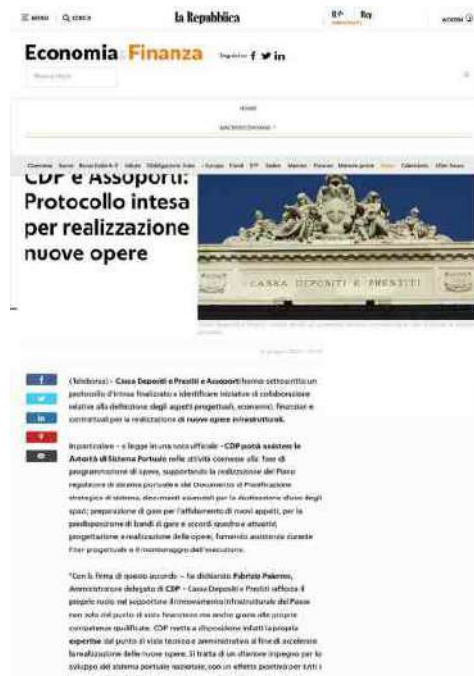 MENU
CERCA
la Repubblica
Rep
ACCEDI
Economia & Finanza
Seguici su
HOME
MACROECONOMIA
CDP e Assoporti:
Protocollo intesa
per realizzazione
nuove opere
CASSA DEPOSITI E PRESTITI
(Teleborsa) - Cassa Depositi e Prestiti e Assoporti hanno sottoscritto un
protocollo d'intesa finalizzato a identificare iniziative di collaborazione
relative alla definizione degli aspetti progettuali, economici, finanziari e
contrattuali per la realizzazione di nuove opere infrastrutturali.
In particolare - si legge in una nota ufficiale - CDP potrà assistere le
Autorità di Sistema Portuale nelle attività connesse alla: fase di
programmazione di opere, supportando la realizzazione del Piano
regolatore di sistema portuale e del Documento di Pianificazione
strategica di sistema, documenti essenziali per la destinazione d'uso degli
spazi; preparazione di gare per l'affidamento di nuovi appalti, per la
predisposizione di bandi di gara e accordi quadro e attuativi;
progettazione e realizzazione delle opere, fornendo assistenza durante
l'iter progettuale e il monitoraggio dell'esecuzione.
"Con la firma di questo accordo - ha dichiarato Fabrizio Palermo,
Amministratore delegato di CDP - Cassa Depositi e Prestiti rafforza il
proprio ruolo nel supportare il rinnovamento infrastrutturale del Paese
non solo dal punto di vista finanziario ma anche grazie alle proprie
competenze qualificate. CDP mette a disposizione infatti la propria
expertise dal punto di vista tecnico e amministrativo al fine di accelerare
la realizzazione delle nuove opere. Si tratta di un ulteriore impegno per lo
sviluppo del sistema portuale nazionale, con un effetto positivo per tutti i